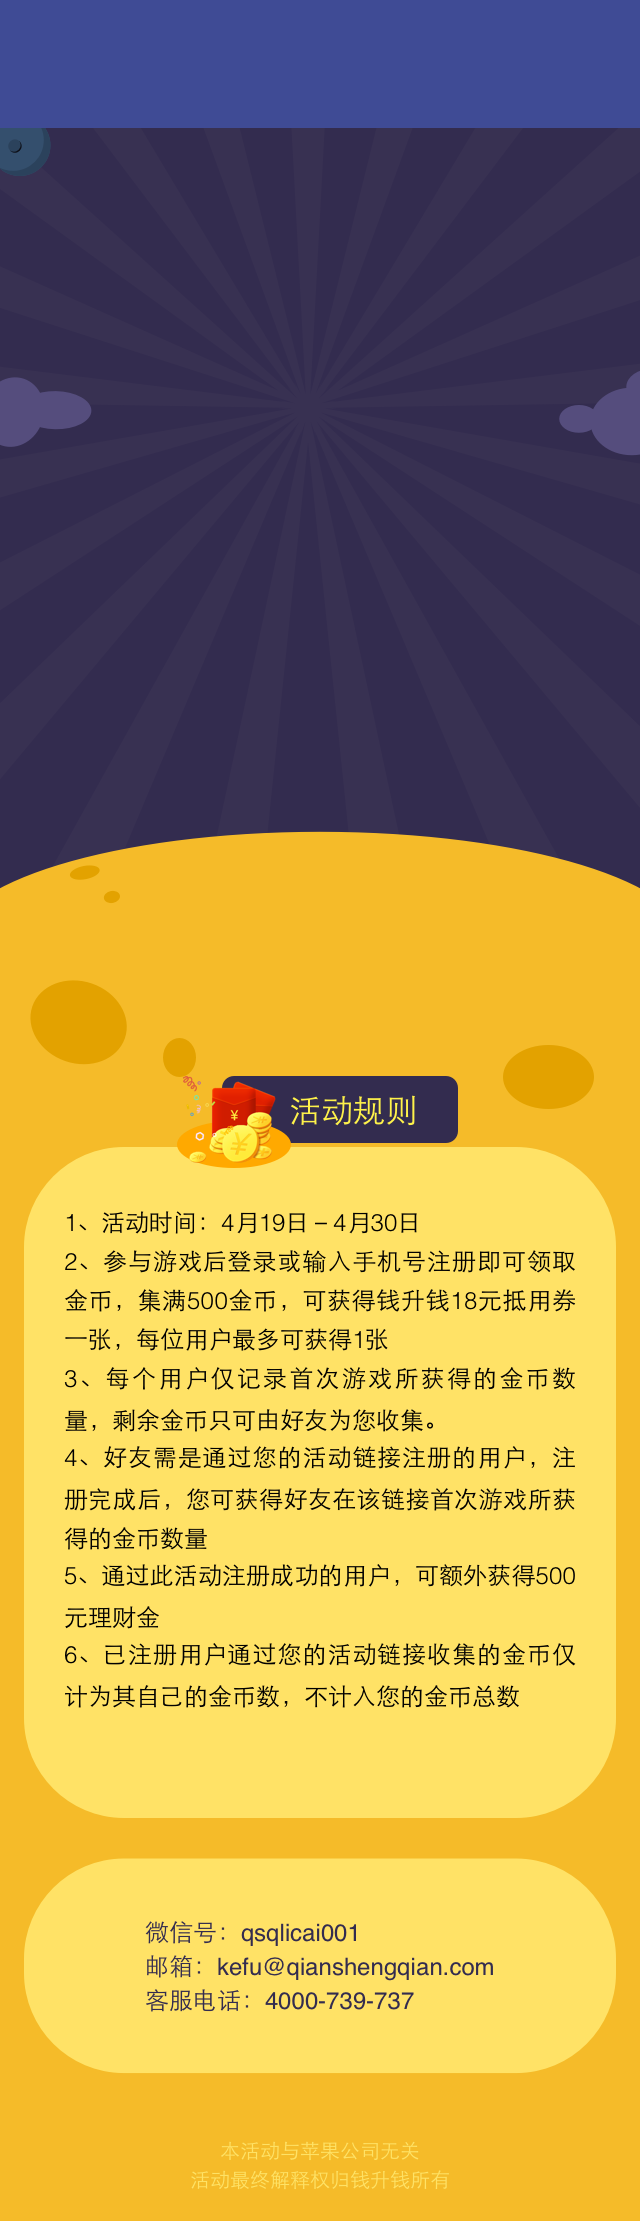 活动规则
1、活动时间：4月19日 – 4月30日
2、参与游戏后登录或输入手机号注册即可领取
金币，集满500金币，可获得钱升钱18元抵用券
一张，每位用户最多可获得1张
3、每个用户仅记录首次游戏所获得的金币数
量，剩余金币只可由好友为您收集。
4、好友需是通过您的活动链接注册的用户，注
册完成后，您可获得好友在该链接首次游戏所获
得的金币数量
5、通过此活动注册成功的用户，可额外获得500
元理财金
6、已注册用户通过您的活动链接收集的金币仅
计为其自己的金币数，不计入您的金币总数
微信号：qsqlicai001
邮箱：kefu@qianshengqian.com
客服电话：4000-739-737
本活动与苹果公司无关
活动最终解释权归钱升钱所有